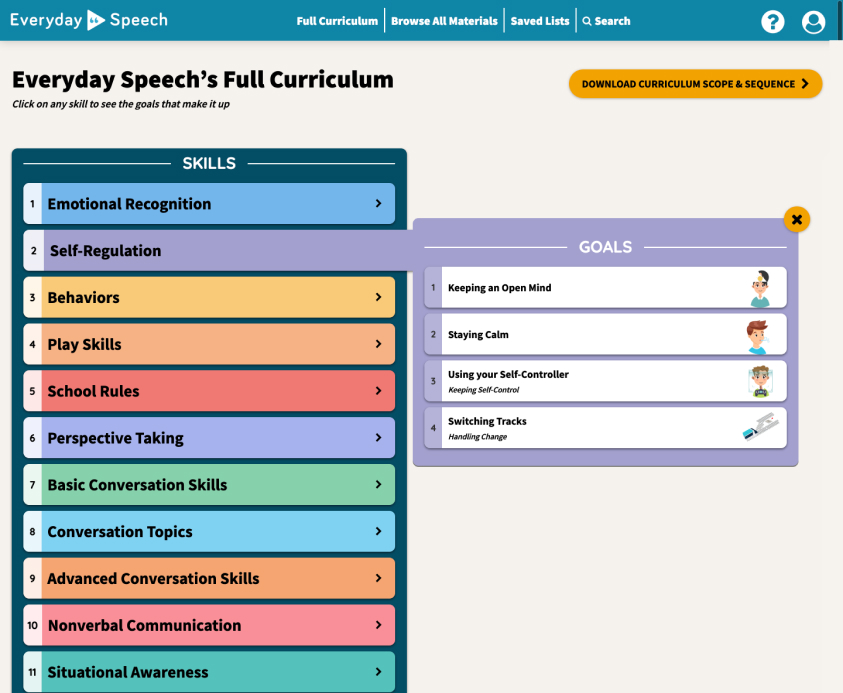 Everyday Speech
Full Curriculum
Browse All Materials
Saved Lists
Search
?
Everyday Speech’s Full Curriculum
Click on any skill to see the goals that make it up
DOWNLOAD CURRICULUM SCOPE & SEQUENCE
SKILLS
1 Emotional Recognition
2 Self-Regulation
3 Behaviors
4 Play Skills
5 School Rules
6 Perspective Taking
7 Basic Conversation Skills
8 Conversation Topics
9 Advanced Conversation Skills
10 Nonverbal Communication
11 Situational Awareness
GOALS
1 Keeping an Open Mind
2 Staying Calm
3 Using your Self-Controller
Keeping Self-Control
4 Switching Tracks
Handling Change